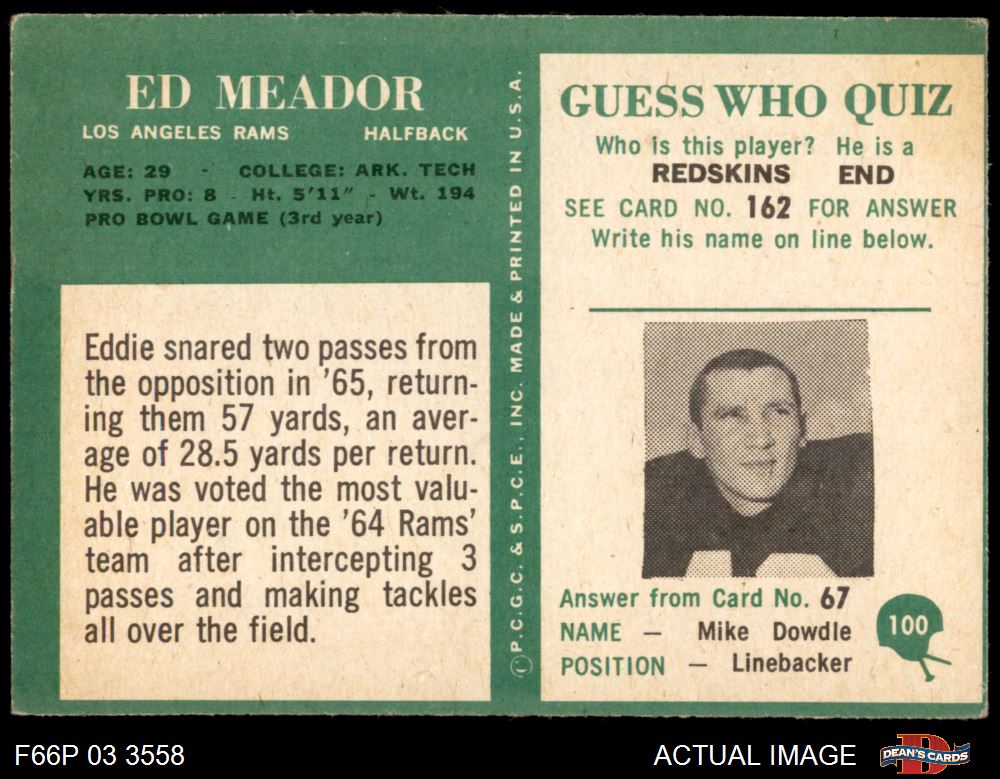 ED MEADOR
LOS ANGELES RAMS HALFBACK
AGE: 29 - COLLEGE: ARK. TECH
YRS. PRO: 8 - Ht. 5'11" - Wt. 194
PRO BOWL GAME (3rd year)
Eddie snared two passes from
the opposition in '65, return-
ing them 57 yards, an aver-
age of 28.5 yards per return.
He was voted the most valu-
able player on the '64 Rams'
team after intercepting 3
passes and making tackles
all over the field.
©P.C.G.C. & S.P.C.E., INC. MADE & PRINTED IN U.S.A.
GUESS WHO QUIZ
Who is this player? He is a
REDSKINS END
SEE CARD NO. 162 FOR ANSWER
Write his name on line below.
Answer from Card No. 67
NAME — Mike Dowdle
POSITION — Linebacker
100
F66P 03 3558
ACTUAL IMAGE
DEAN'S CARDS